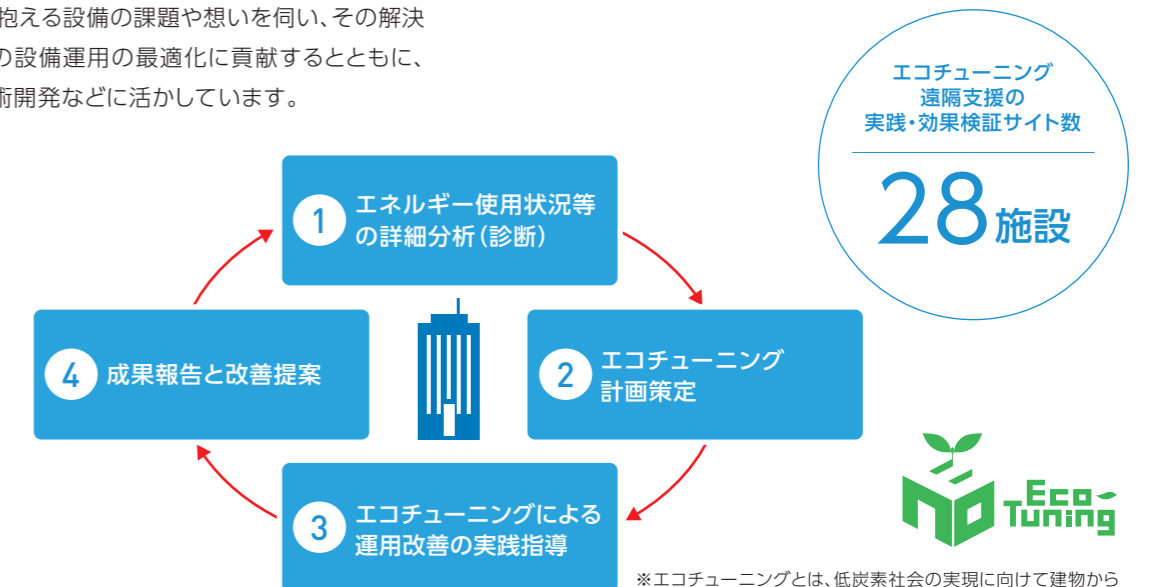 抱える設備の課題や想いを伺い、その解決
の設備運用の最適化に貢献するとともに、
術開発などに活かしています。
エコチューニング
遠隔支援の
実践・効果検証サイト数
28施設
1 エネルギー使用状況等
の詳細分析（診断）
2 エコチューニング
計画策定
3 エコチューニングによる
運用改善の実践指導
4 成果報告と改善提案
Eco
Tuning
※エコチューニングとは、低炭素社会の実現に向けて建物から